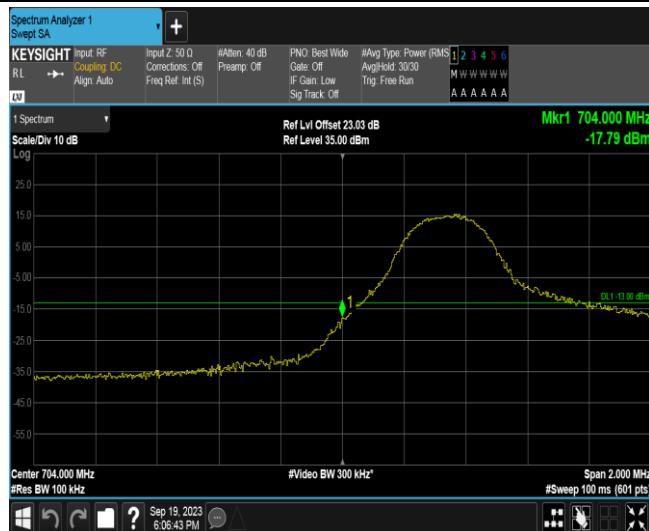 Spectrum Analyzer 1
Swept SA
+
KEYSIGHT
RL
LXI
Input: RF
Coupling: DC
Align: Auto
Input Z: 50 Ω
Corrections: Off
Freq Ref: Int (S)
#Atten: 40 dB
Preamp: Off
PNO: Best Wide
Gate: Off
IF Gain: Low
Sig Track: Off
#Avg Type: Power (RMS
Avg|Hold: 30/30
Trig: Free Run
1 2 3 4 5 6
M W W W W W
A A A A A A
1 Spectrum
Scale/Div 10 dB
Log
Ref Lvl Offset 23.03 dB
Ref Level 35.00 dBm
Mkr1 704.000 MHz
-17.79 dBm
25.0
15.0
5.00
-5.00
-15.0
-25.0
-35.0
-45.0
-55.0
1
DL1 -13.00 dBm
Center 704.000 MHz
#Res BW 100 kHz
#Video BW 300 kHz*
Span 2.000 MHz
#Sweep 100 ms (601 pts)
?
Sep 19, 2023
6:06:43 PM